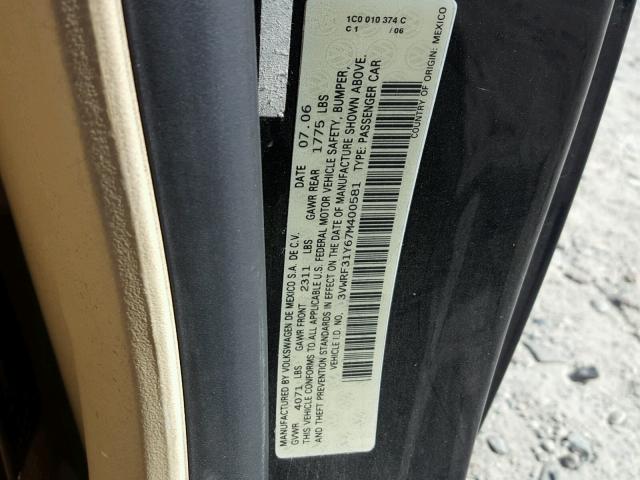 MANUFACTURED BY VOLKSWAGEN DE MEXICO S.A. DE C.V. DATE 07.06
GVWR 4071 LBS GAWR FRONT 2311 LBS GAWR REAR 1775 LBS
THIS VEHICLE CONFORMS TO ALL APPLICABLE U.S. FEDERAL MOTOR VEHICLE SAFETY, BUMPER,
AND THEFT PREVENTION STANDARDS IN EFFECT ON THE DATE OF MANUFACTURE SHOWN ABOVE.
VEHICLE I.D. NO. 3VWRF31Y67M400581 TYPE: PASSENGER CAR
COUNTRY OF ORIGIN: MEXICO
1C0 010 374 C
C 1 / 06